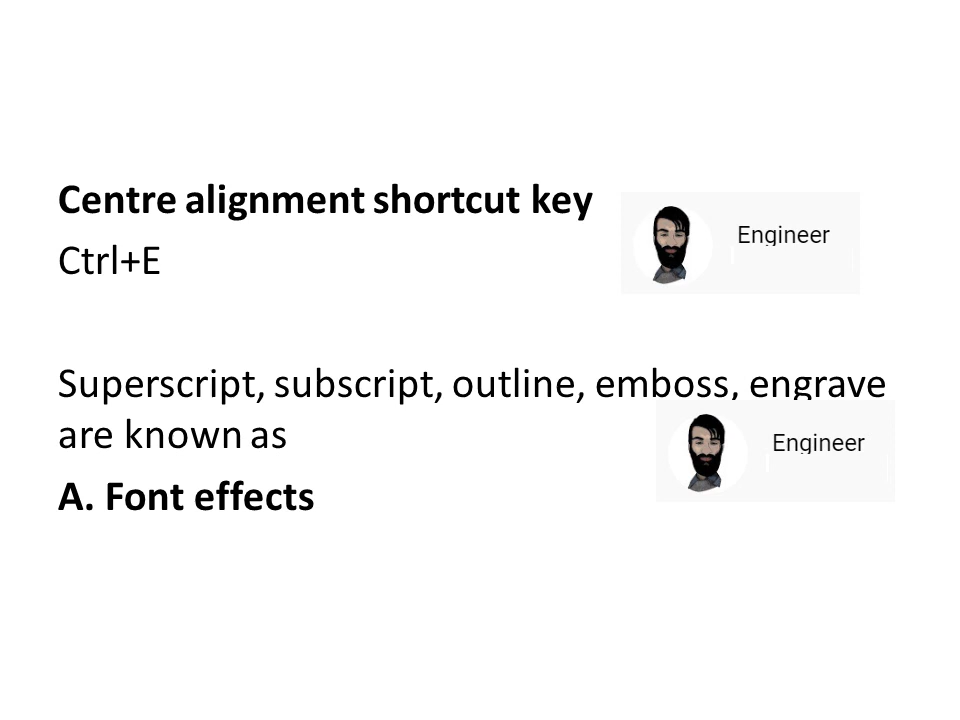 Centre alignment shortcut key
Engineer
Ctrl+E
Superscript, subscript, outline, emboss, engrave
are known as
Engineer
A. Font effects